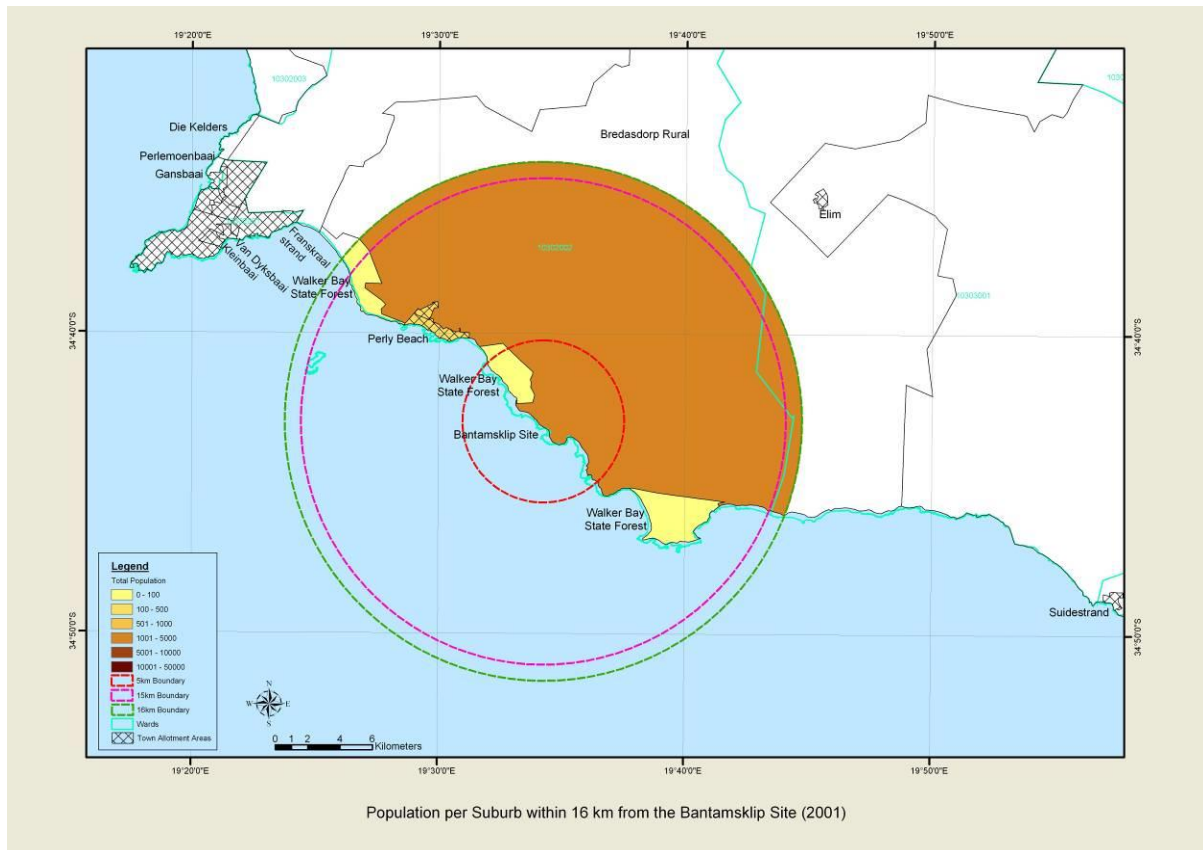 19°20'0"E
19°30'0"E
19°40'0"E
19°50'0"E
10302003
Die Kelders
Perlemoenbaai
Gansbaai
Bredasdorp Rural
Elim
Franskraal
strand
Van Dyksbaai
Kleinbaai
10302002
Walker Bay
State Forest
10303001
34°40'0"S
34°40'0"S
Perly Beach
Walker Bay
State Forest
Bantamsklip Site
Walker Bay
State Forest
Suidestrand
34°50'0"S
34°50'0"S
Legend
Total Population
0 - 100
100 - 500
501 - 1000
1001 - 5000
5001 - 10000
10001 - 50000
5km Boundary
15km Boundary
16km Boundary
Wards
Town Allotment Areas
N
W E
S
0 1 2 4 6
Kilometers
19°20'0"E
19°30'0"E
19°40'0"E
19°50'0"E
Population per Suburb within 16 km from the Bantamsklip Site (2001)